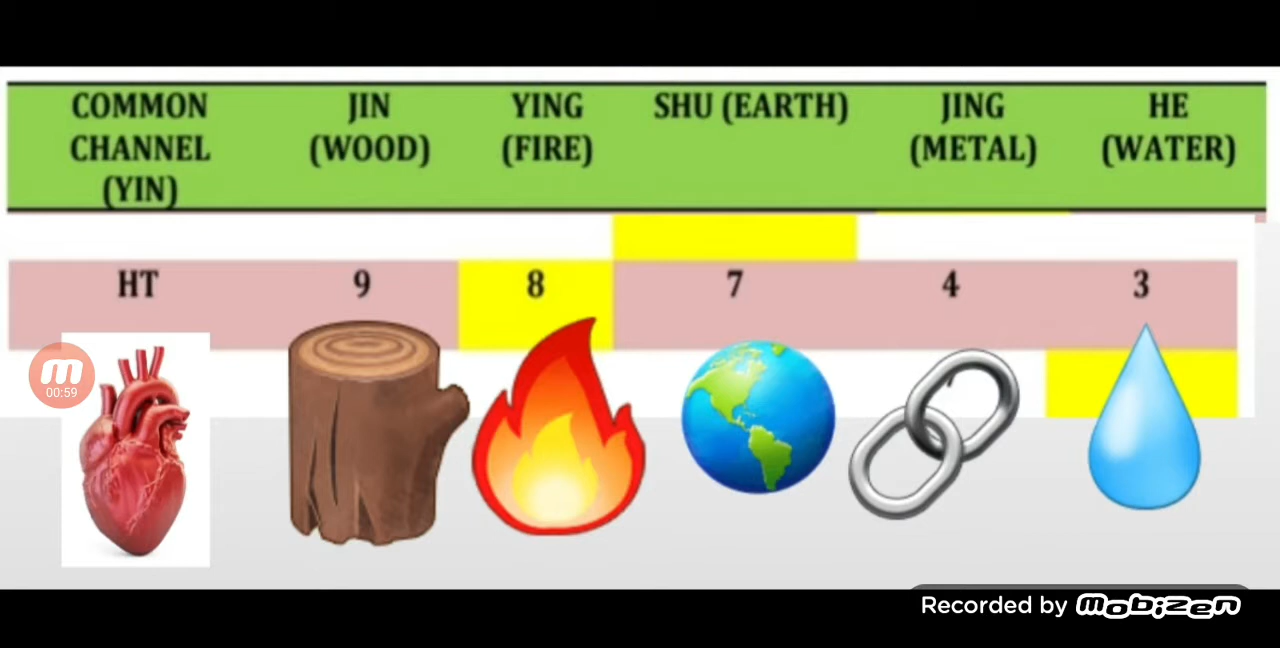 COMMON JIN YING SHU (EARTH) JING HE
CHANNEL (WOOD) (FIRE) (METAL) (WATER)
(YIN)
HT 9 8 7 4 3
00:59
Recorded by Mobizen